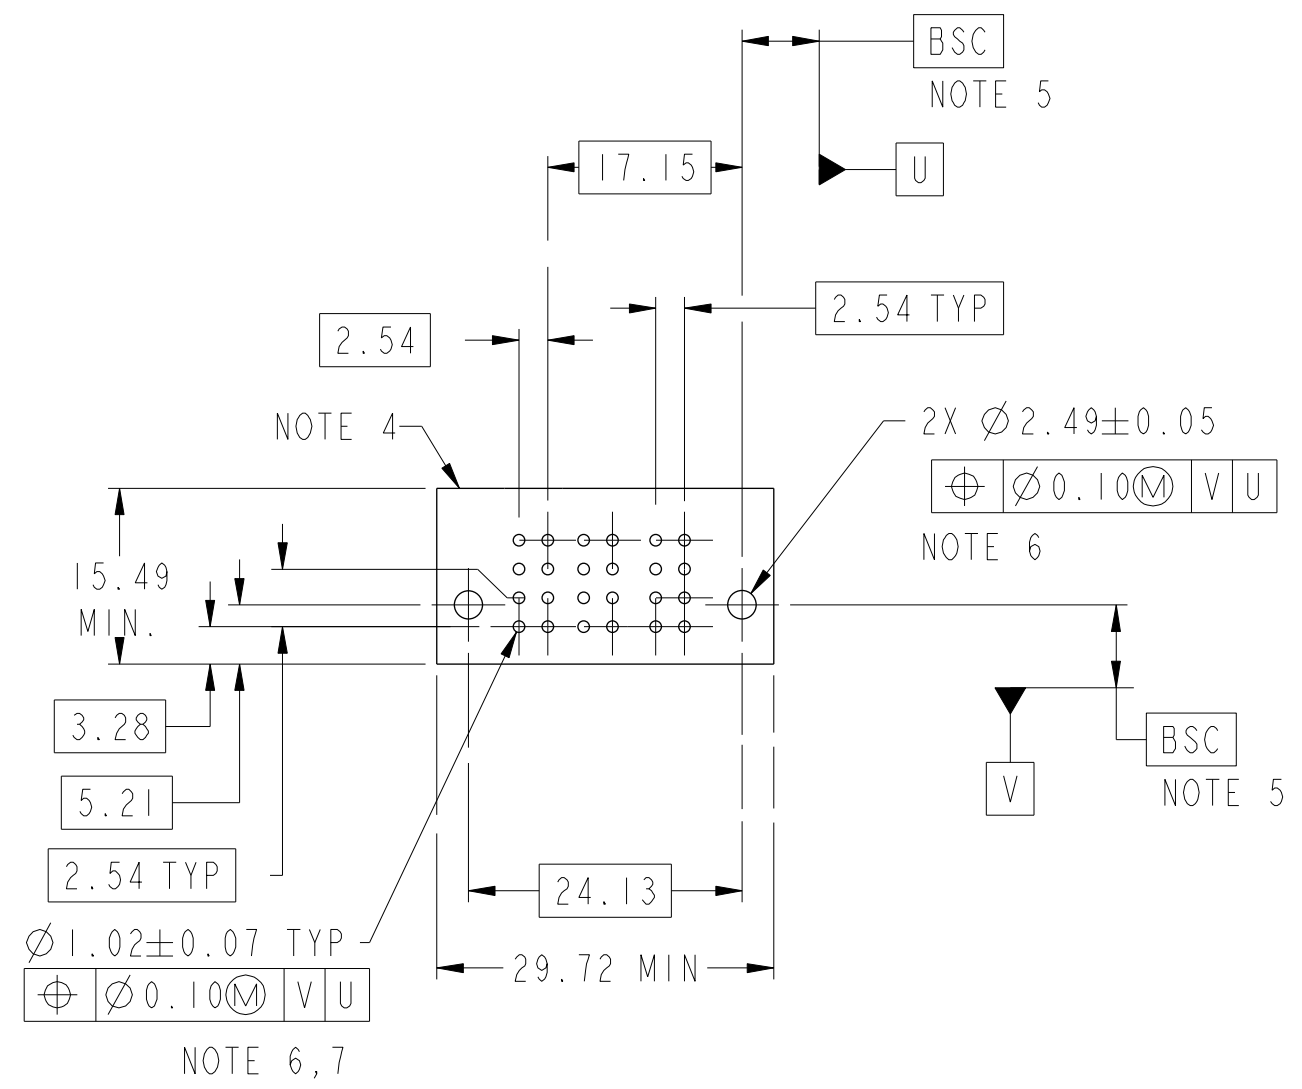 BSC
NOTE 5
17.15
U
2.54 TYP
2.54
NOTE 4
2X ⌀2.49±0.05
⌖ ⌀0.10Ⓜ V U
NOTE 6
15.49
MIN.
3.28
BSC
V
NOTE 5
5.21
2.54 TYP
24.13
⌀1.02±0.07 TYP
29.72 MIN
⌖ ⌀0.10Ⓜ V U
NOTE 6,7